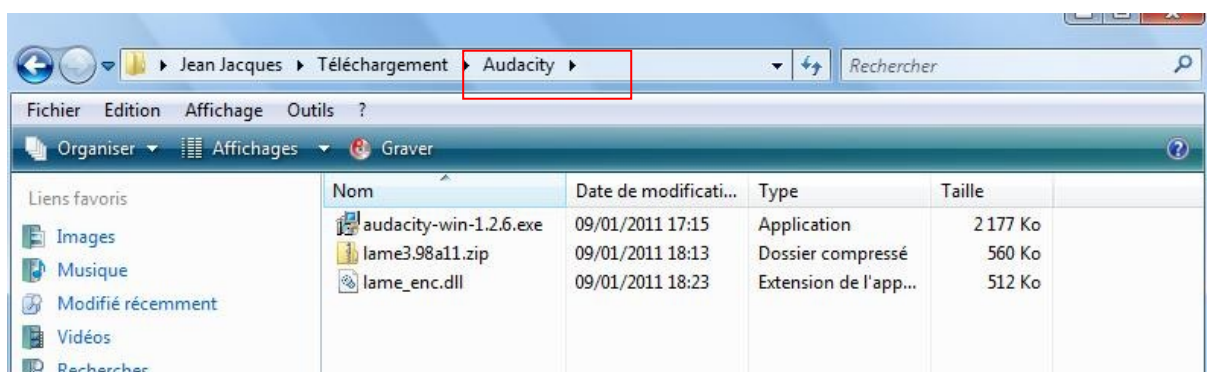 Jean Jacques Téléchargement Audacity Rechercher
Fichier Edition Affichage Outils ?
Organiser Affichages Graver ?
Liens favoris Nom Date de modificati... Type Taille
audacity-win-1.2.6.exe 09/01/2011 17:15 Application 2 177 Ko
Images lame3.98a11.zip 09/01/2011 18:13 Dossier compressé 560 Ko
Musique lame_enc.dll 09/01/2011 18:23 Extension de l'app... 512 Ko
Modifié récemment
Vidéos
Recherches